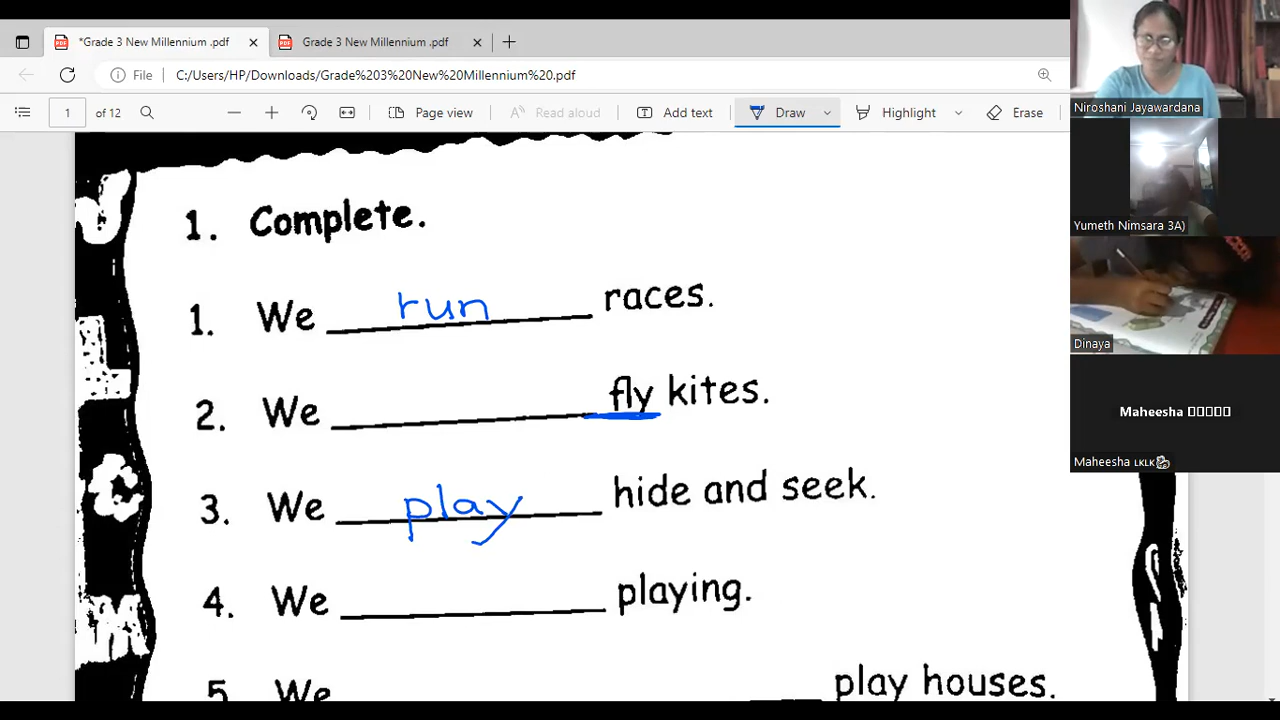 *Grade 3 New Millennium .pdf
Grade 3 New Millennium .pdf
File C:/Users/HP/Downloads/Grade%203%20New%20Millennium%20.pdf
1 of 12 Page view Read aloud Add text Draw Highlight Erase
1. Complete.
1. We run races.
2. We fly kites.
3. We play hide and seek.
4. We playing.
5 We play houses.
Niroshani Jayawardana
Yumeth Nimsara 3A)
Dinaya
Maheesha
Maheesha ʟᴋʟᴋ